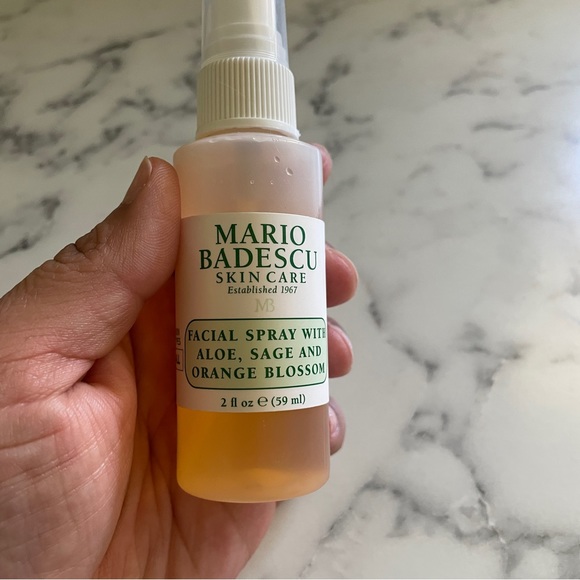 MARIO
BADESCU
SKIN CARE
Established 1967
MB
FACIAL SPRAY WITH
ALOE, SAGE AND
ORANGE BLOSSOM
2 fl oz e (59 ml)